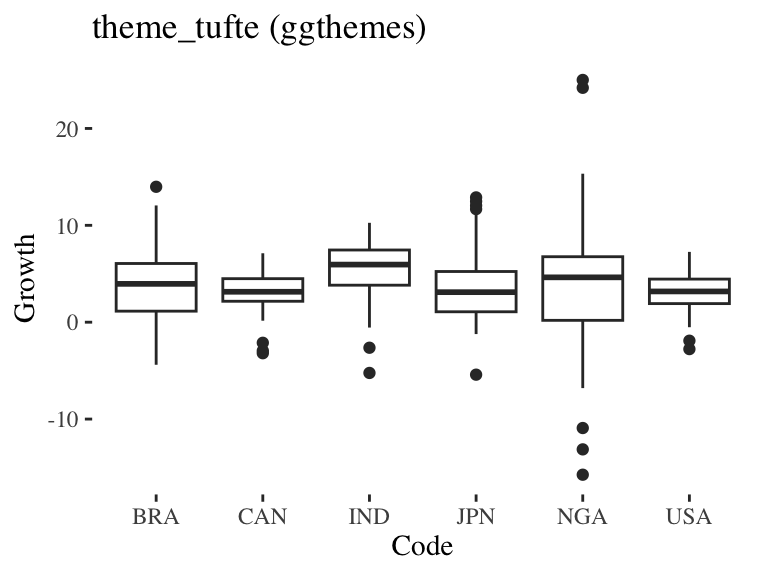 theme_tufte (ggthemes)
20
10
0
-10
Growth
BRA CAN IND JPN NGA USA
Code